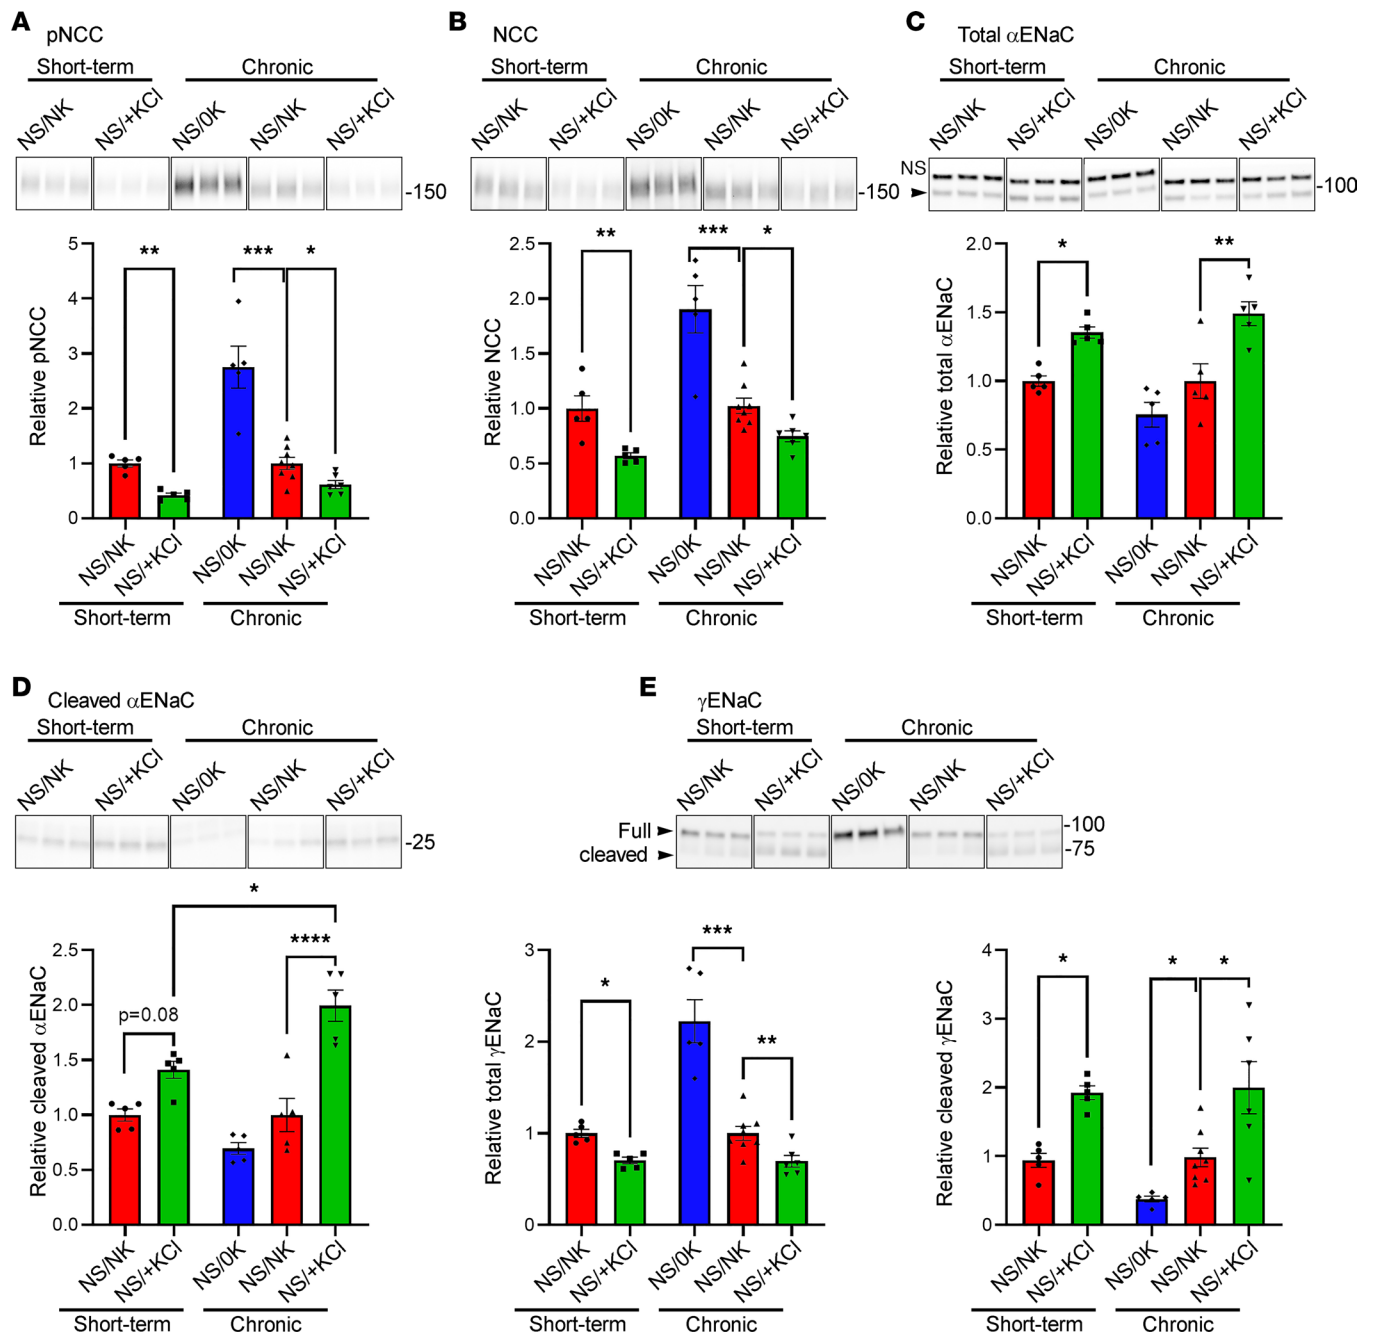 A
pNCC
Short-term Chronic
NS/NK NS/+KCl NS/0K NS/NK NS/+KCl
-150
** *** *
Relative pNCC
5
4
3
2
1
0
NS/NK NS/+KCl NS/0K NS/NK NS/+KCl
Short-term Chronic
B
NCC
Short-term Chronic
NS/NK NS/+KCl NS/0K NS/NK NS/+KCl
-150
** *** *
Relative NCC
2.5
2.0
1.5
1.0
0.5
0.0
NS/NK NS/+KCl NS/0K NS/NK NS/+KCl
Short-term Chronic
C
Total αENaC
Short-term Chronic
NS/NK NS/+KCl NS/0K NS/NK NS/+KCl
NS
-100
* **
Relative total αENaC
2.0
1.5
1.0
0.5
0.0
NS/NK NS/+KCl NS/0K NS/NK NS/+KCl
Short-term Chronic
D
Cleaved αENaC
Short-term Chronic
NS/NK NS/+KCl NS/0K NS/NK NS/+KCl
-25
*
****
p=0.08
Relative cleaved αENaC
2.5
2.0
1.5
1.0
0.5
0.0
NS/NK NS/+KCl NS/0K NS/NK NS/+KCl
Short-term Chronic
E
γENaC
Short-term Chronic
NS/NK NS/+KCl NS/0K NS/NK NS/+KCl
Full
cleaved
-100
-75
***
*
**
Relative total γENaC
3
2
1
0
NS/NK NS/+KCl NS/0K NS/NK NS/+KCl
Short-term Chronic
* * *
Relative cleaved γENaC
4
3
2
1
0
NS/NK NS/+KCl NS/0K NS/NK NS/+KCl
Short-term Chronic